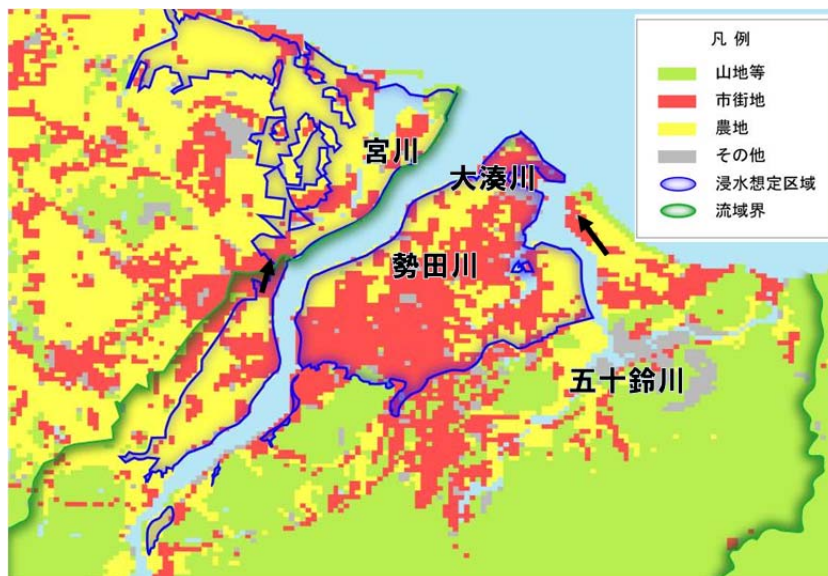 凡 例
山地等
市街地
農地
その他
浸水想定区域
流域界
宮川
大湊川
勢田川
五十鈴川